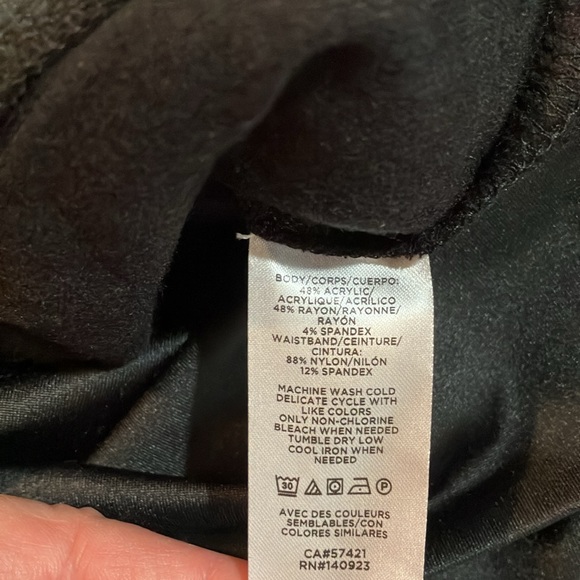 BODY/CORPS/CUERPO:
48% ACRYLIC/
ACRYLIQUE/ACRÍLICO
48% RAYON/RAYONNE/
RAYÓN
4% SPANDEX
WAISTBAND/CEINTURE/
CINTURA:
88% NYLON/NILÓN
12% SPANDEX
MACHINE WASH COLD
DELICATE CYCLE WITH
LIKE COLORS
ONLY NON-CHLORINE
BLEACH WHEN NEEDED
TUMBLE DRY LOW
COOL IRON WHEN
NEEDED
30 P
AVEC DES COULEURS
SEMBLABLES/CON
COLORES SIMILARES
CA#57421
RN#140923